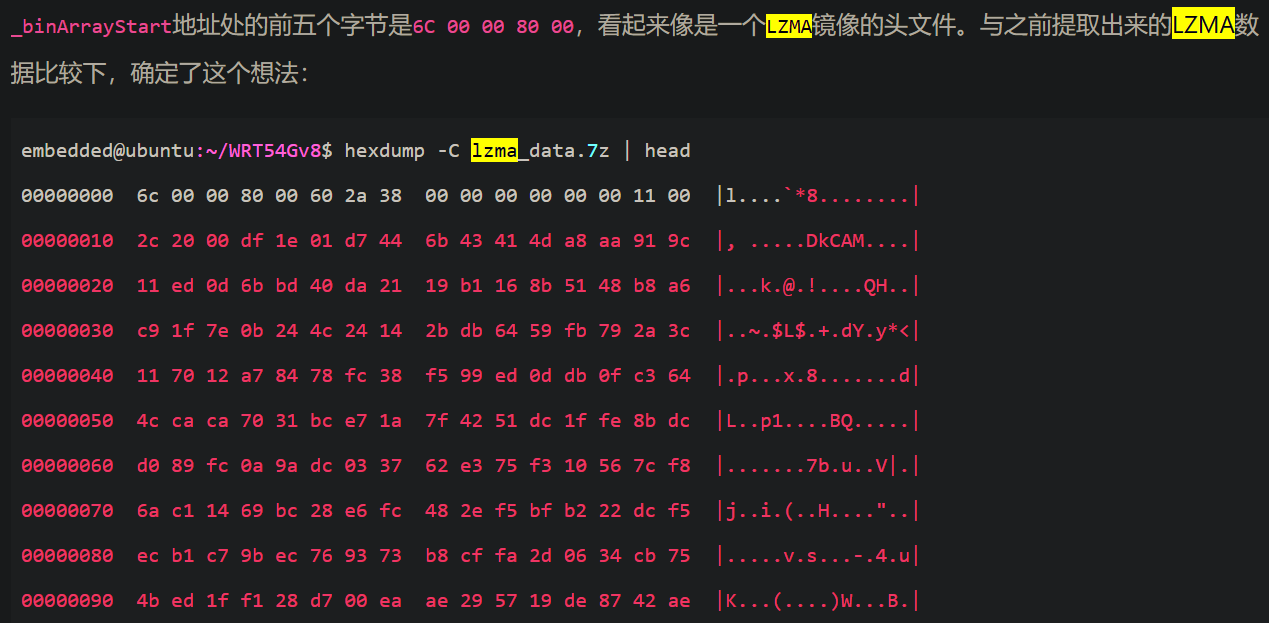 _binArrayStart地址处的前五个字节是6C 00 00 80 00，看起来像是一个LZMA镜像的头文件。与之前提取出来的LZMA数
据比较下，确定了这个想法：
embedded@ubuntu:~/WRT54Gv8$ hexdump -C lzma_data.7z | head
00000000  6c 00 00 80 00 60 2a 38  00 00 00 00 00 00 11 00  |l....`*8........|
00000010  2c 20 00 df 1e 01 d7 44  6b 43 41 4d a8 aa 91 9c  |, .....DkCAM....|
00000020  11 ed 0d 6b bd 40 da 21  19 b1 16 8b 51 48 b8 a6  |...k.@.!....QH..|
00000030  c9 1f 7e 0b 24 4c 24 14  2b db 64 59 fb 79 2a 3c  |..~.$L$.+.dY.y*<|
00000040  11 70 12 a7 84 78 fc 38  f5 99 ed 0d db 0f c3 64  |.p...x.8.......d|
00000050  4c ca ca 70 31 bc e7 1a  7f 42 51 dc 1f fe 8b dc  |L..p1....BQ.....|
00000060  d0 89 fc 0a 9a dc 03 37  62 e3 75 f3 10 56 7c f8  |.......7b.u..V|.|
00000070  6a c1 14 69 bc 28 e6 fc  48 2e f5 bf b2 22 dc f5  |j..i.(..H...."..|
00000080  ec b1 c7 9b ec 76 93 73  b8 cf fa 2d 06 34 cb 75  |.....v.s...-.4.u|
00000090  4b ed 1f f1 28 d7 00 ea  ae 29 57 19 de 87 42 ae  |K...(....)W...B.|